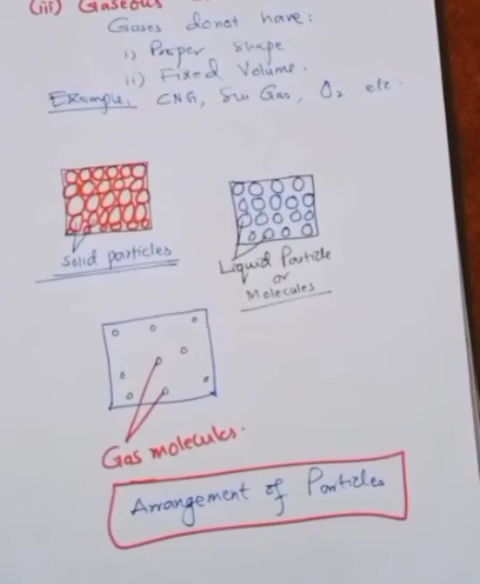 (iii) Gaseous
Gases donot have:
i) Proper Shape
ii) Fixed Volume.
Example. CNG, Sui Gas, O₂ etc.
Solid particles
Liquid Particle
or
Molecules
Gas molecules.
Arrangement of Particles